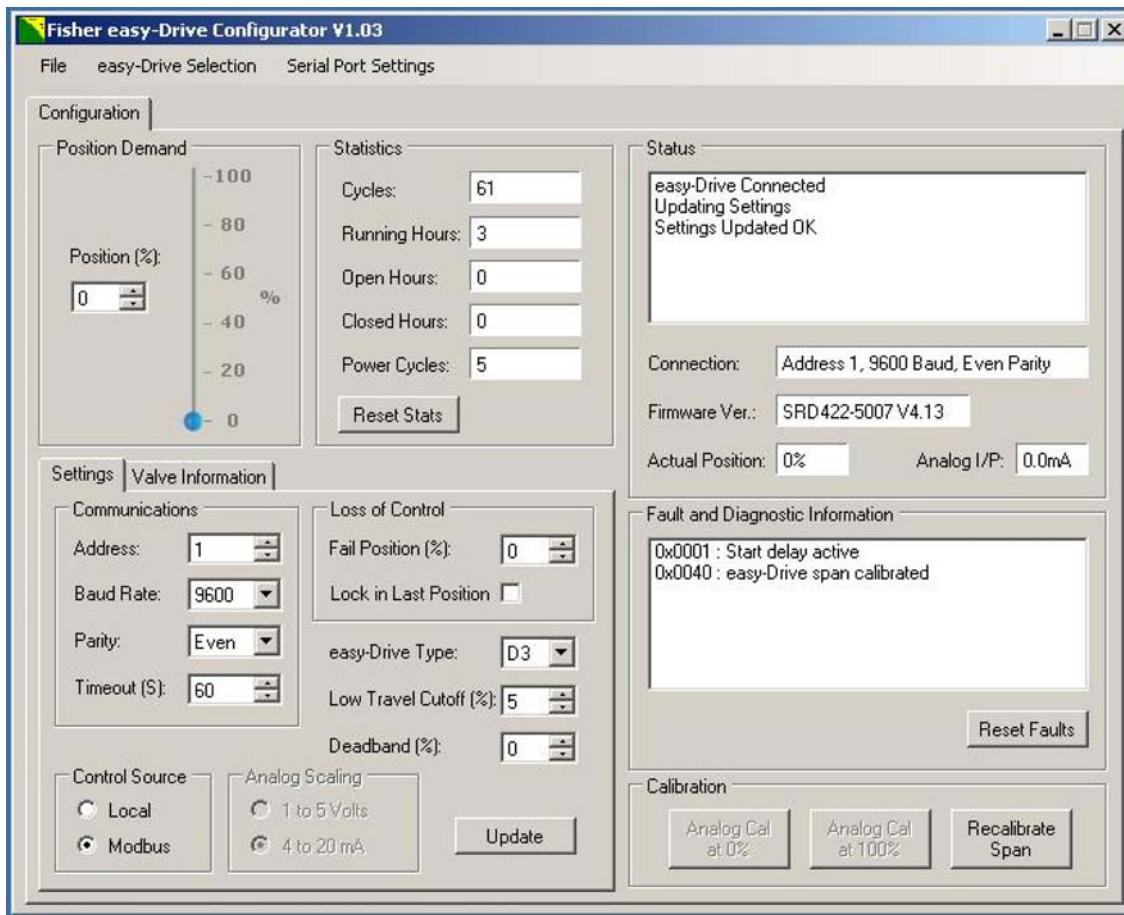 Fisher easy-Drive Configurator V1.03
File easy-Drive Selection Serial Port Settings
Configuration
Position Demand
Position (%):
0
100
80
60
%
40
20
0
Statistics
Cycles: 61
Running Hours: 3
Open Hours: 0
Closed Hours: 0
Power Cycles: 5
Reset Stats
Status
easy-Drive Connected
Updating Settings
Settings Updated OK
Connection: Address 1, 9600 Baud, Even Parity
Firmware Ver.: SRD422-5007 V4.13
Actual Position: 0% Analog I/P: 0.0mA
Settings Valve Information
Communications
Address: 1
Baud Rate: 9600
Parity: Even
Timeout (S): 60
Loss of Control
Fail Position (%): 0
Lock in Last Position
easy-Drive Type: D3
Low Travel Cutoff (%): 5
Deadband (%): 0
Control Source
Local
Modbus
Analog Scaling
1 to 5 Volts
4 to 20 mA
Update
Fault and Diagnostic Information
0x0001 : Start delay active
0x0040 : easy-Drive span calibrated
Reset Faults
Calibration
Analog Cal
at 0%
Analog Cal
at 100%
Recalibrate
Span